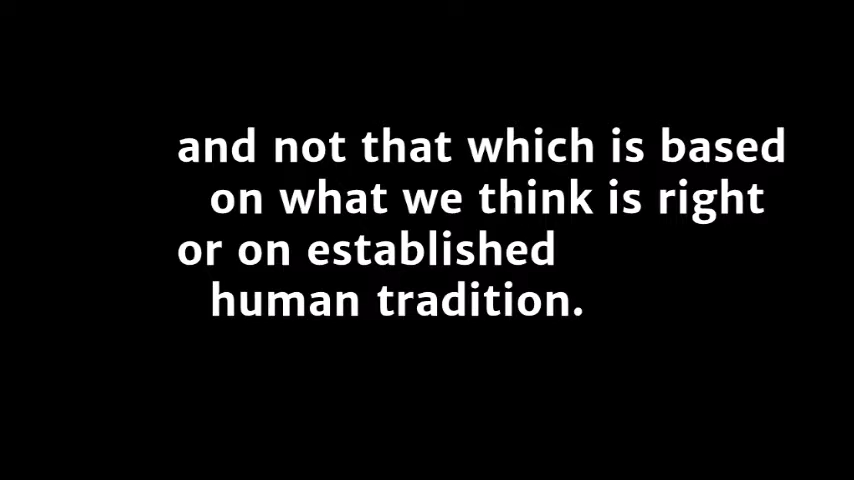 and not that which is based
on what we think is right
or on established
human tradition.